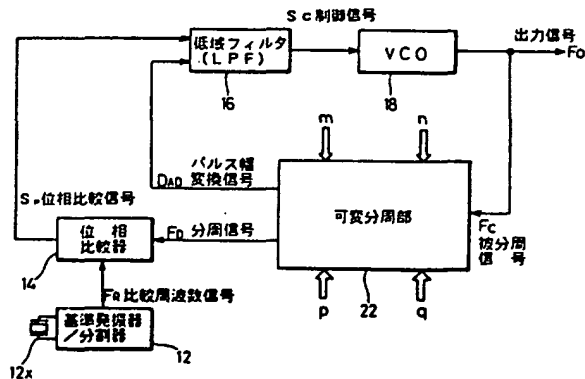 Sc制御信号
低域フィルタ
(LPF)
16
VCO
18
出力信号
Fo
m
n
パルス幅
変換信号
DAD
可変分周部
Fc
被分周
信号
SP位相比較信号
位相
比較器
14
FD 分周信号
p
22
q
FR 比較周波数信号
基準発振器
/分割器
12x
12